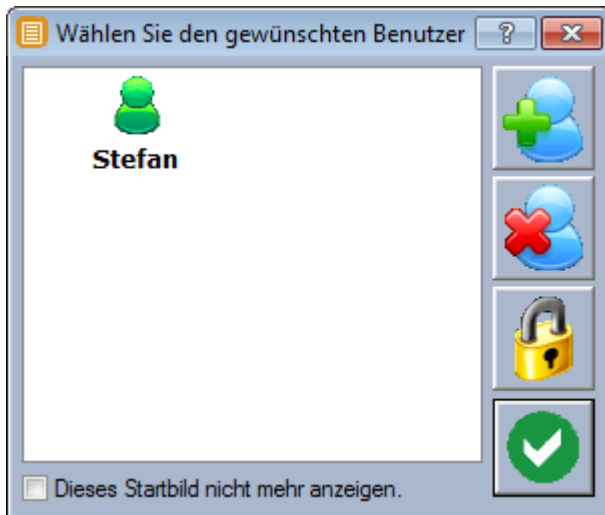 Wählen Sie den gewünschten Benutzer
Stefan
Dieses Startbild nicht mehr anzeigen.